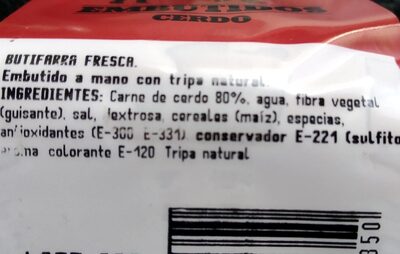 EMBUTIDOS
CERDO
BUTIFARRA FRESCA.
Embutido a mano con tripa natural.
INGREDIENTES: Carne de cerdo 80%, agua, fibra vegetal
(guisante), sal, dextrosa, cereales (maíz), especias,
antioxidantes (E-300 E-331) conservador E-221 (sulfito
colorante E-120 Tripa natural